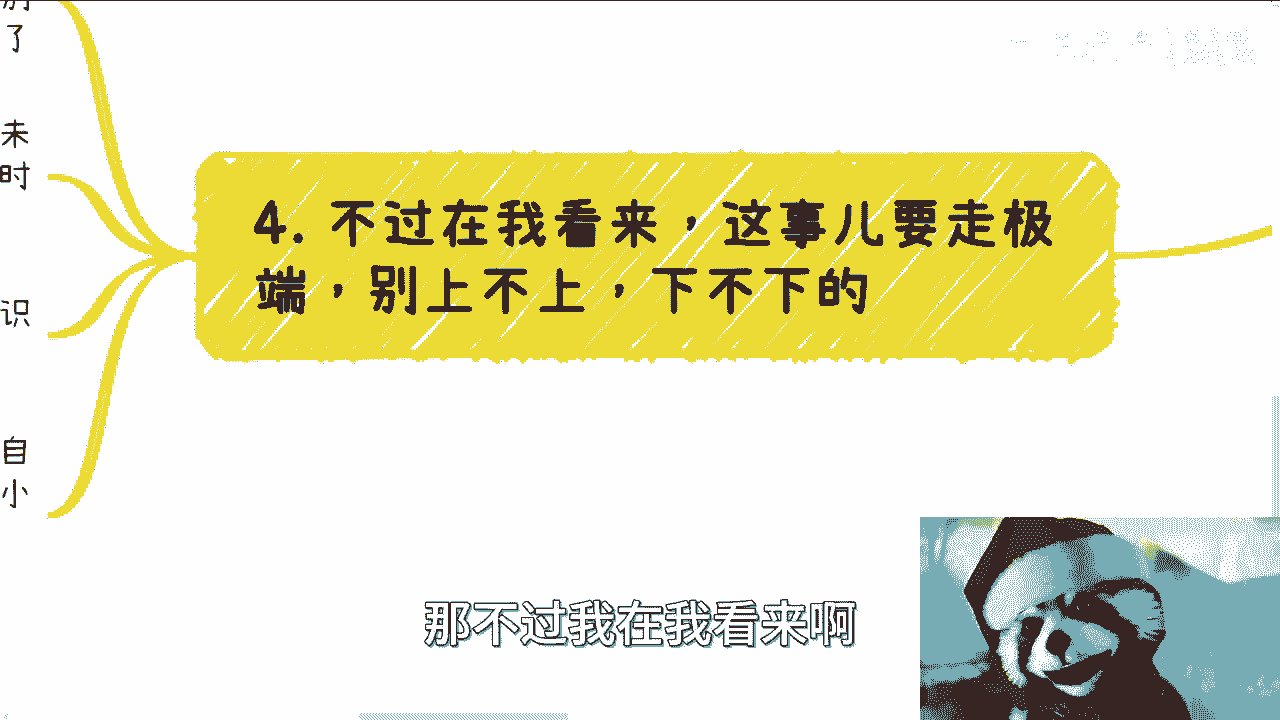 了
未
时
识
自
小
4. 不过在我看来，这事儿要走极
端，别上不上，下不下的
那不过我在我看来啊